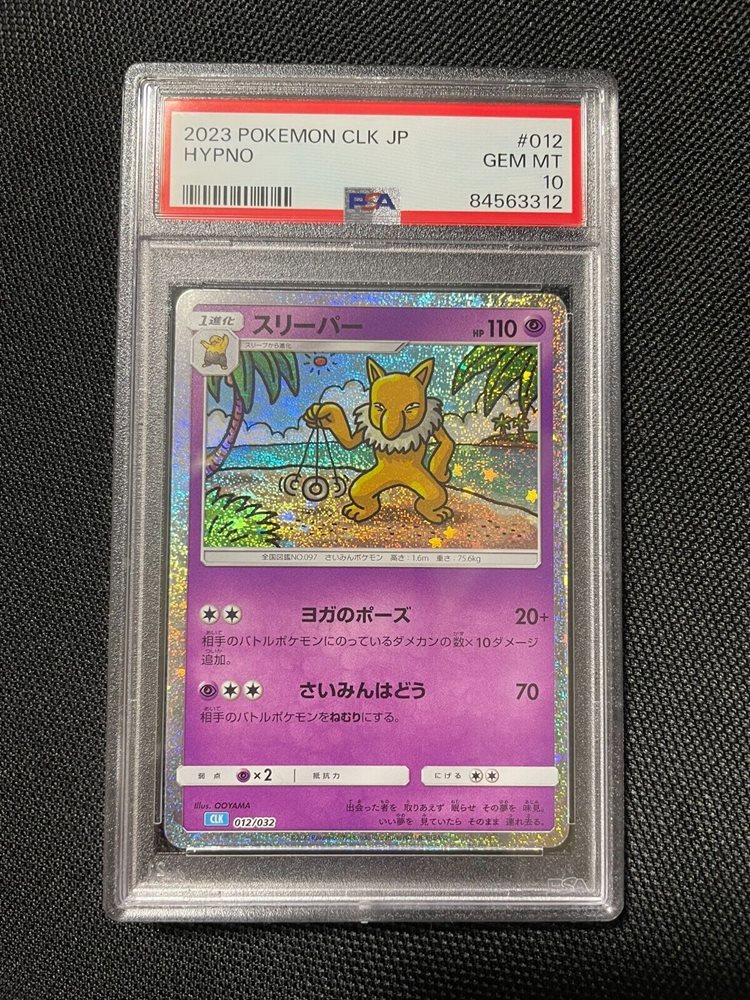 2023 POKEMON CLK JP #012
HYPNO GEM MT
10
PSA 84563312
1進化 スリーパー HP 110
スリープから進化
全国図鑑NO.097 さいみんポケモン 高さ:1.6m 重さ:75.6kg
ヨガのポーズ 20+
相手のバトルポケモンにのっているダメカンの数×10ダメージ
追加。
さいみんはどう 70
相手のバトルポケモンをねむりにする。
弱点 ×2 抵抗力 にげる
Illus. OOYAMA
CLK 012/032
出会った者を 取りあえず 眠らせ その夢を 味見。
いい夢を 見ていたら そのまま 連れ去る。
PSA